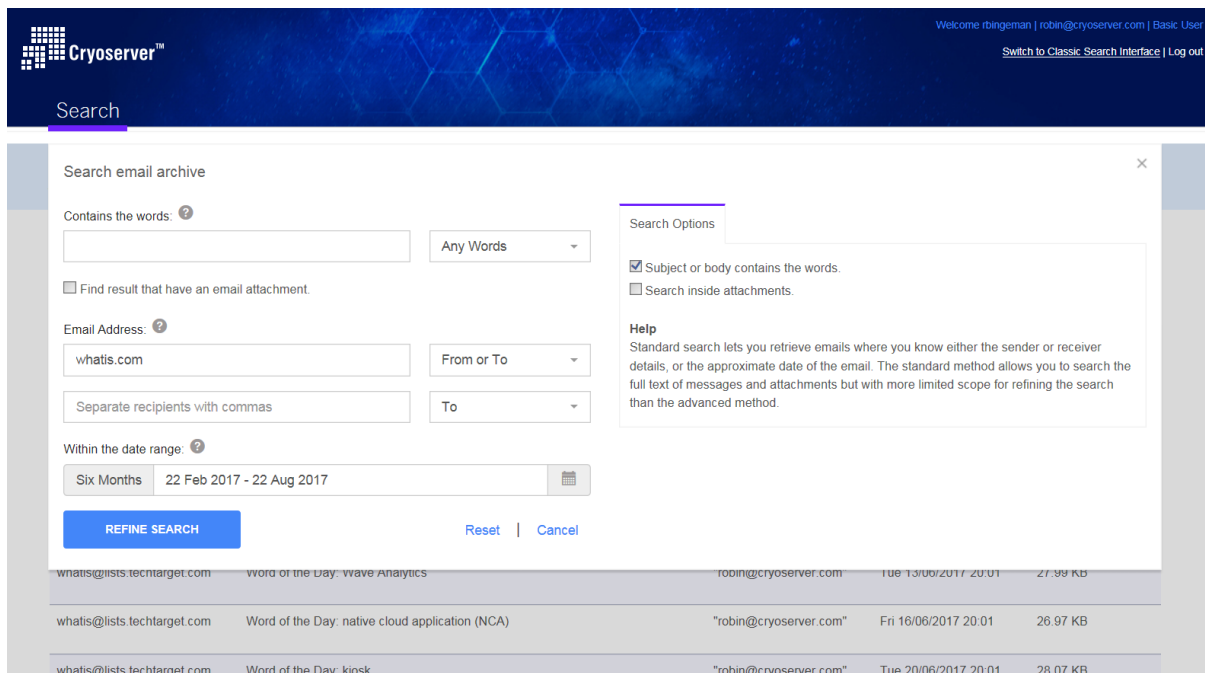 Welcome rbingeman | robin@cryoserver.com | Basic User
Cryoserver™
Switch to Classic Search Interface | Log out
Search
Search email archive
×
Contains the words: ?
Any Words
Find result that have an email attachment.
Email Address: ?
whatis.com
From or To
Separate recipients with commas
To
Within the date range: ?
Six Months
22 Feb 2017 - 22 Aug 2017
REFINE SEARCH
Reset | Cancel
Search Options
Subject or body contains the words.
Search inside attachments.
Help
Standard search lets you retrieve emails where you know either the sender or receiver
details, or the approximate date of the email. The standard method allows you to search the
full text of messages and attachments but with more limited scope for refining the search
than the advanced method.
whatis@lists.techtarget.com Word of the Day: Wave Analytics "robin@cryoserver.com" Tue 13/06/2017 20:01 27.99 KB
whatis@lists.techtarget.com Word of the Day: native cloud application (NCA) "robin@cryoserver.com" Fri 16/06/2017 20:01 26.97 KB
whatis@lists.techtarget.com Word of the Day: kiosk "robin@cryoserver.com" Tue 20/06/2017 20:01 28.07 KB